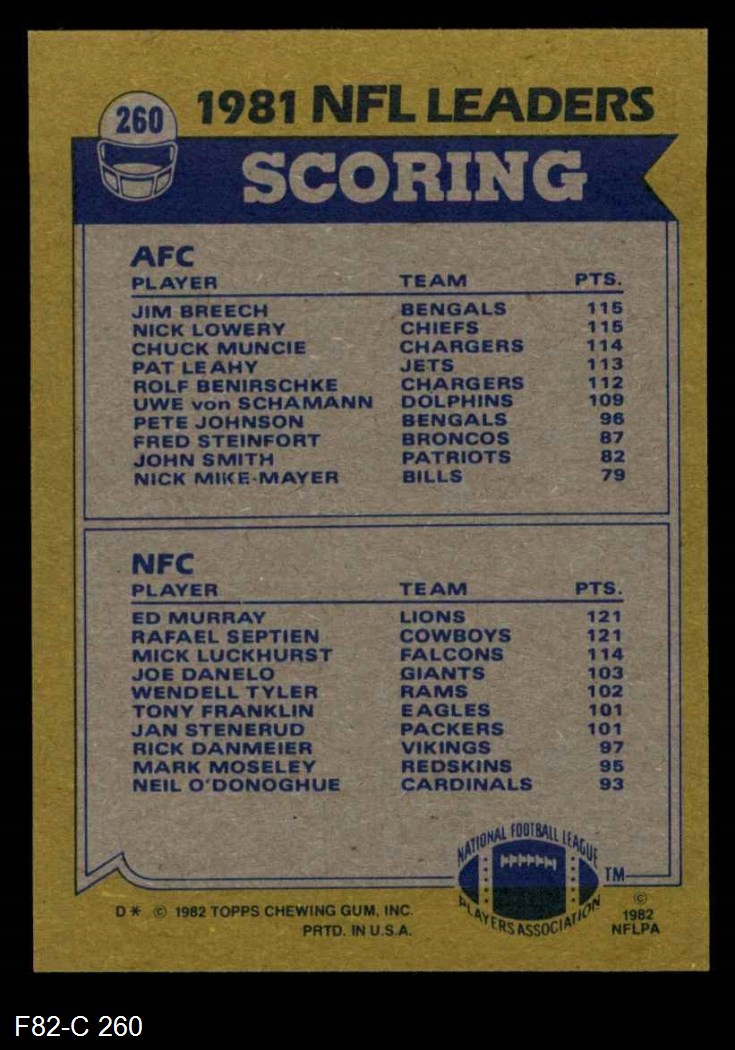 260
1981 NFL LEADERS
SCORING
AFC
PLAYER TEAM PTS.
JIM BREECH BENGALS 115
NICK LOWERY CHIEFS 115
CHUCK MUNCIE CHARGERS 114
PAT LEAHY JETS 113
ROLF BENIRSCHKE CHARGERS 112
UWE von SCHAMANN DOLPHINS 109
PETE JOHNSON BENGALS 96
FRED STEINFORT BRONCOS 87
JOHN SMITH PATRIOTS 82
NICK MIKE-MAYER BILLS 79
NFC
PLAYER TEAM PTS.
ED MURRAY LIONS 121
RAFAEL SEPTIEN COWBOYS 121
MICK LUCKHURST FALCONS 114
JOE DANELO GIANTS 103
WENDELL TYLER RAMS 102
TONY FRANKLIN EAGLES 101
JAN STENERUD PACKERS 101
RICK DANMEIER VIKINGS 97
MARK MOSELEY REDSKINS 95
NEIL O'DONOGHUE CARDINALS 93
NATIONAL FOOTBALL LEAGUE
PLAYERS ASSOCIATION
TM
D * © 1982 TOPPS CHEWING GUM, INC.
PRTD. IN U.S.A.
©
1982
NFLPA
F82-C 260